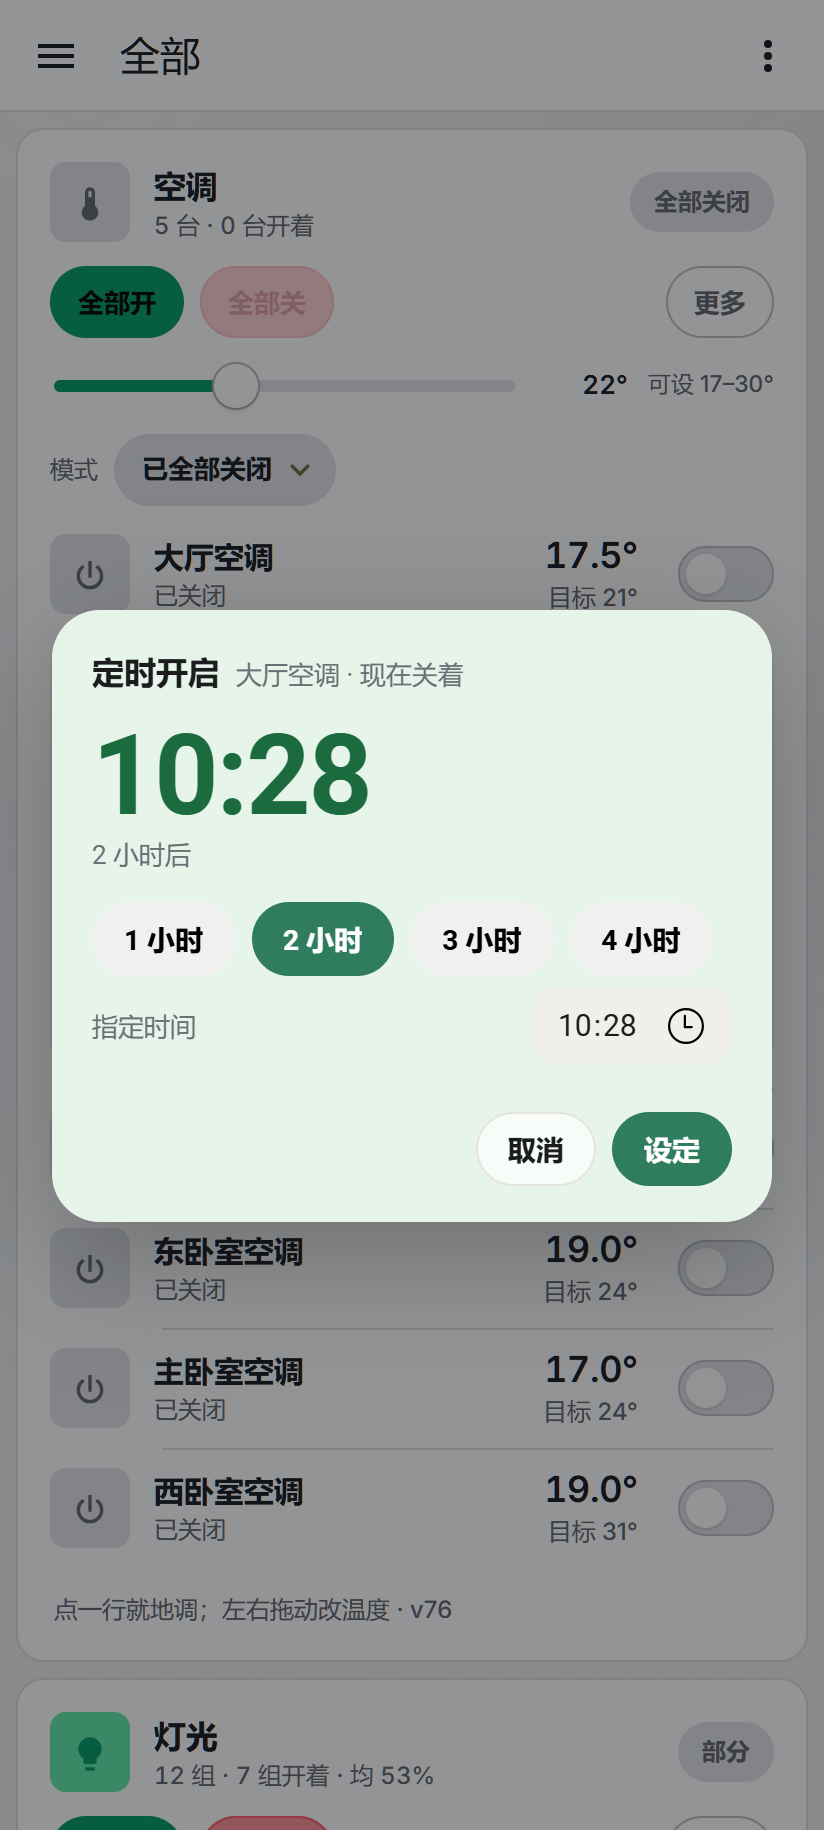 全部
空调
5 台 · 0 台开着
全部关闭
全部开
全部关
更多
22°
可设 17–30°
模式
已全部关闭
大厅空调
已关闭
17.5°
目标 21°
定时开启 大厅空调 · 现在关着
10:28
2 小时后
1 小时
2 小时
3 小时
4 小时
指定时间
10:28
取消
设定
东卧室空调
已关闭
19.0°
目标 24°
主卧室空调
已关闭
17.0°
目标 24°
西卧室空调
已关闭
19.0°
目标 31°
点一行就地调；左右拖动改温度 · v76
灯光
12 组 · 7 组开着 · 均 53%
部分